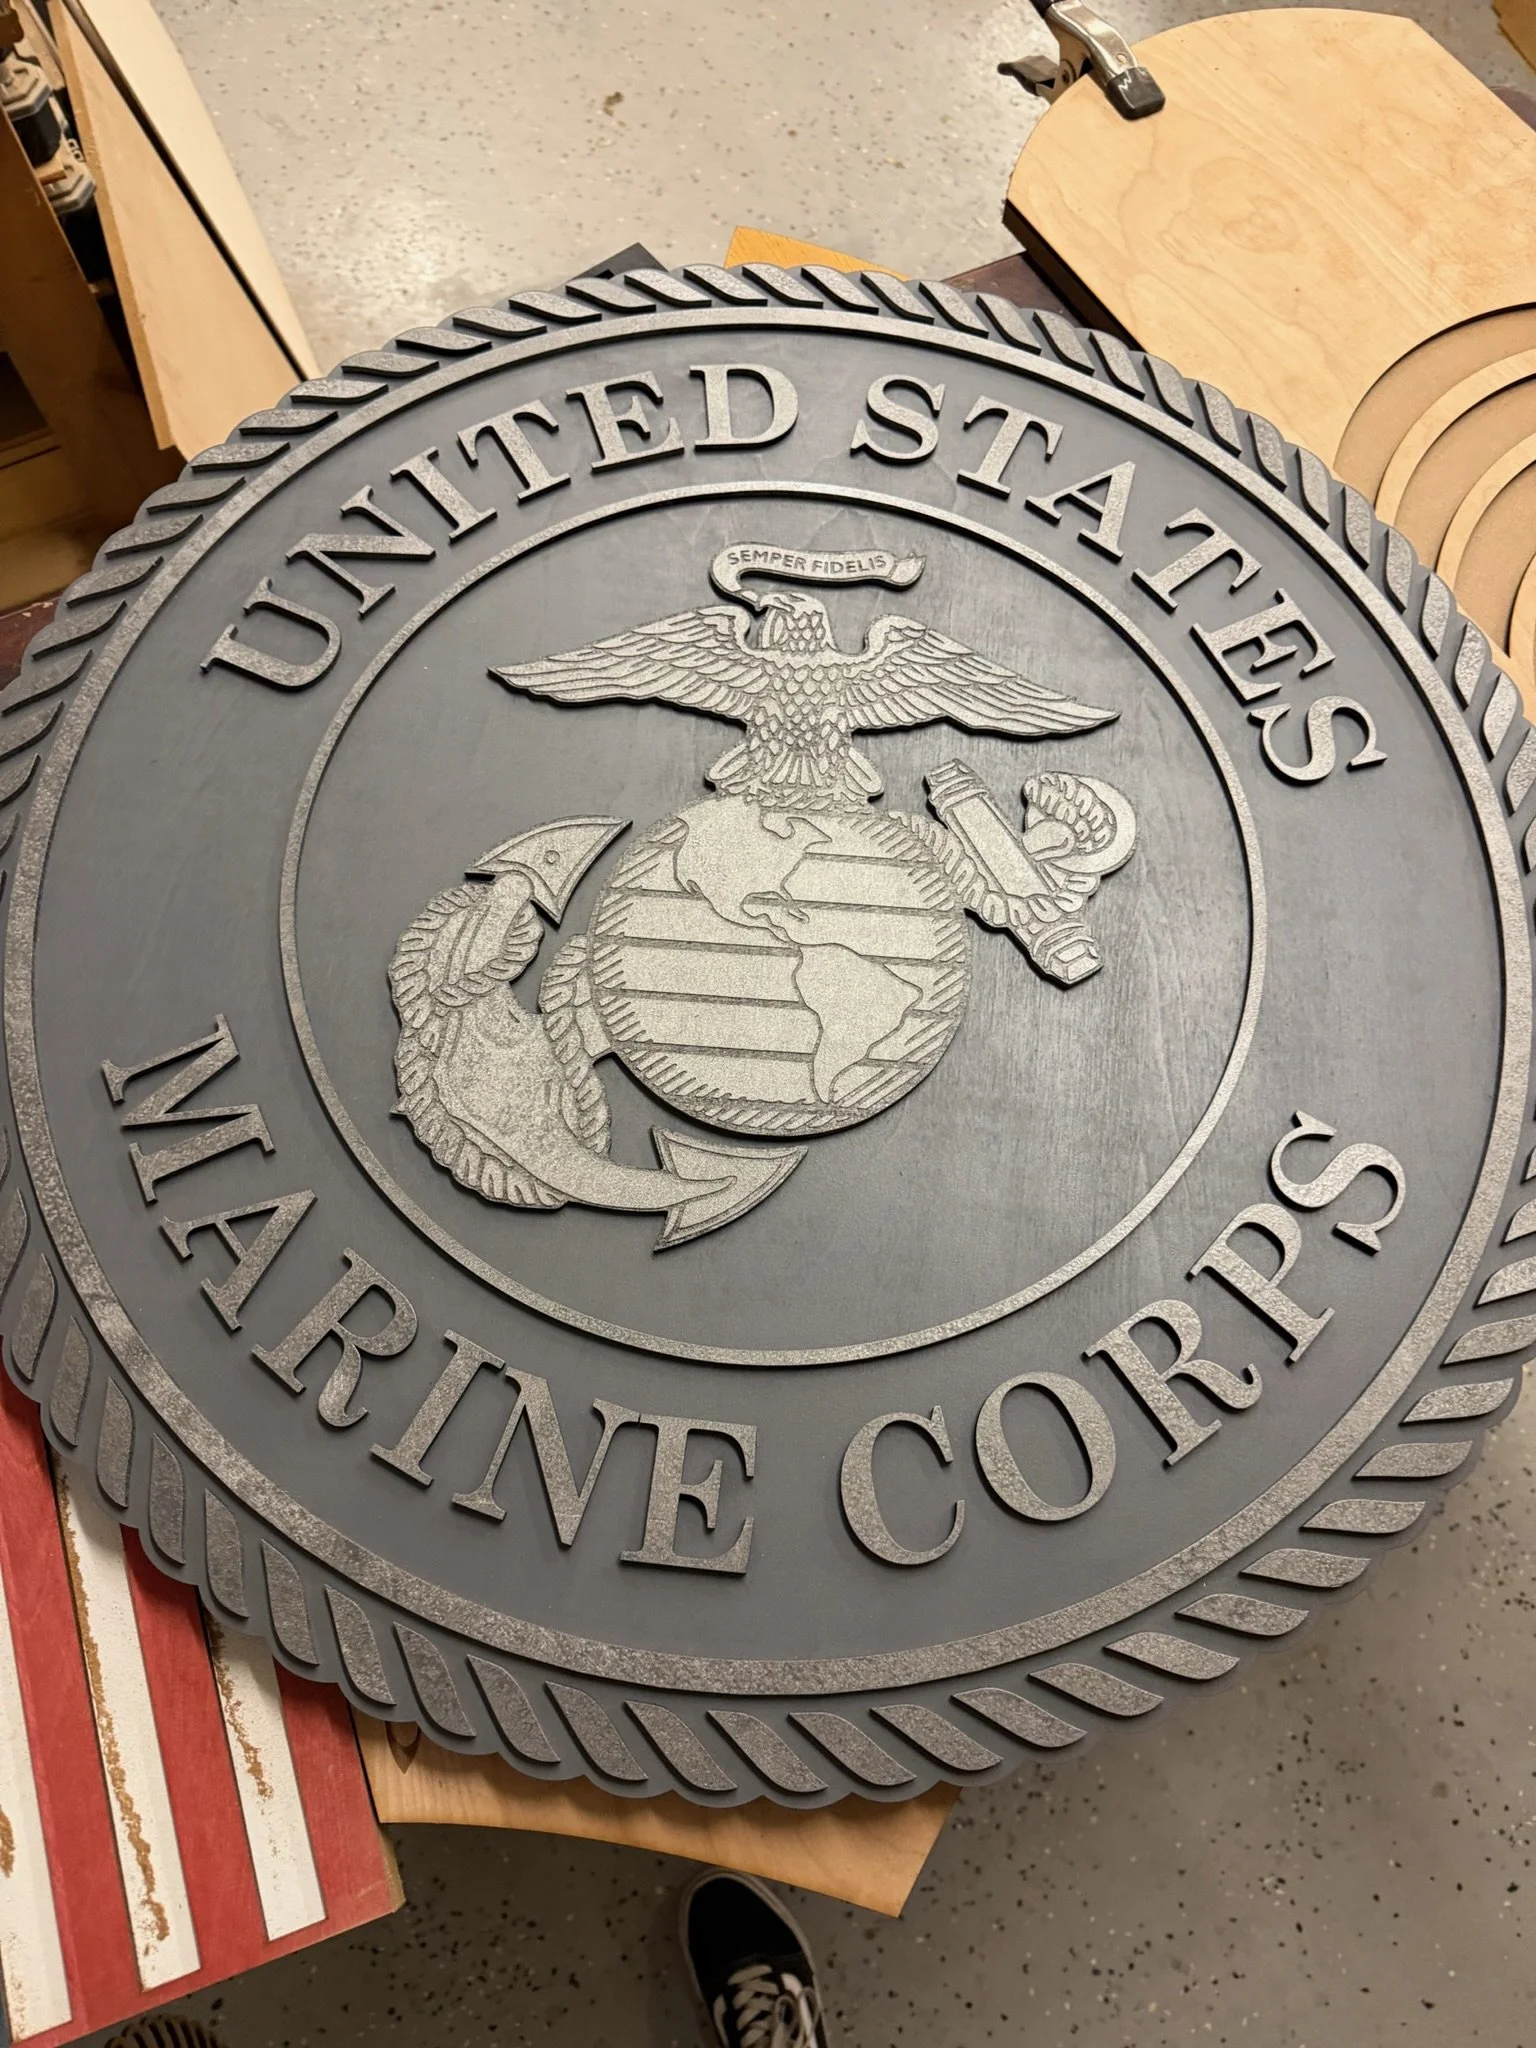 UNITED STATES
SEMPER FIDELIS
MARINE CORPS